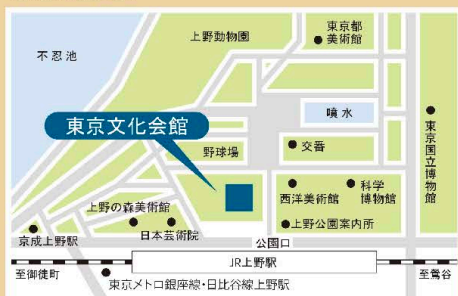 不忍池
上野動物園
東京都
美術館
東京文化会館
噴水
野球場
交番
東京国立博物館
西洋美術館
科学
博物館
上野の森美術館
日本芸術院
上野公園案内所
京成上野駅
公園口
JR上野駅
至御徒町
至鶯谷
東京メトロ銀座線・日比谷線上野駅